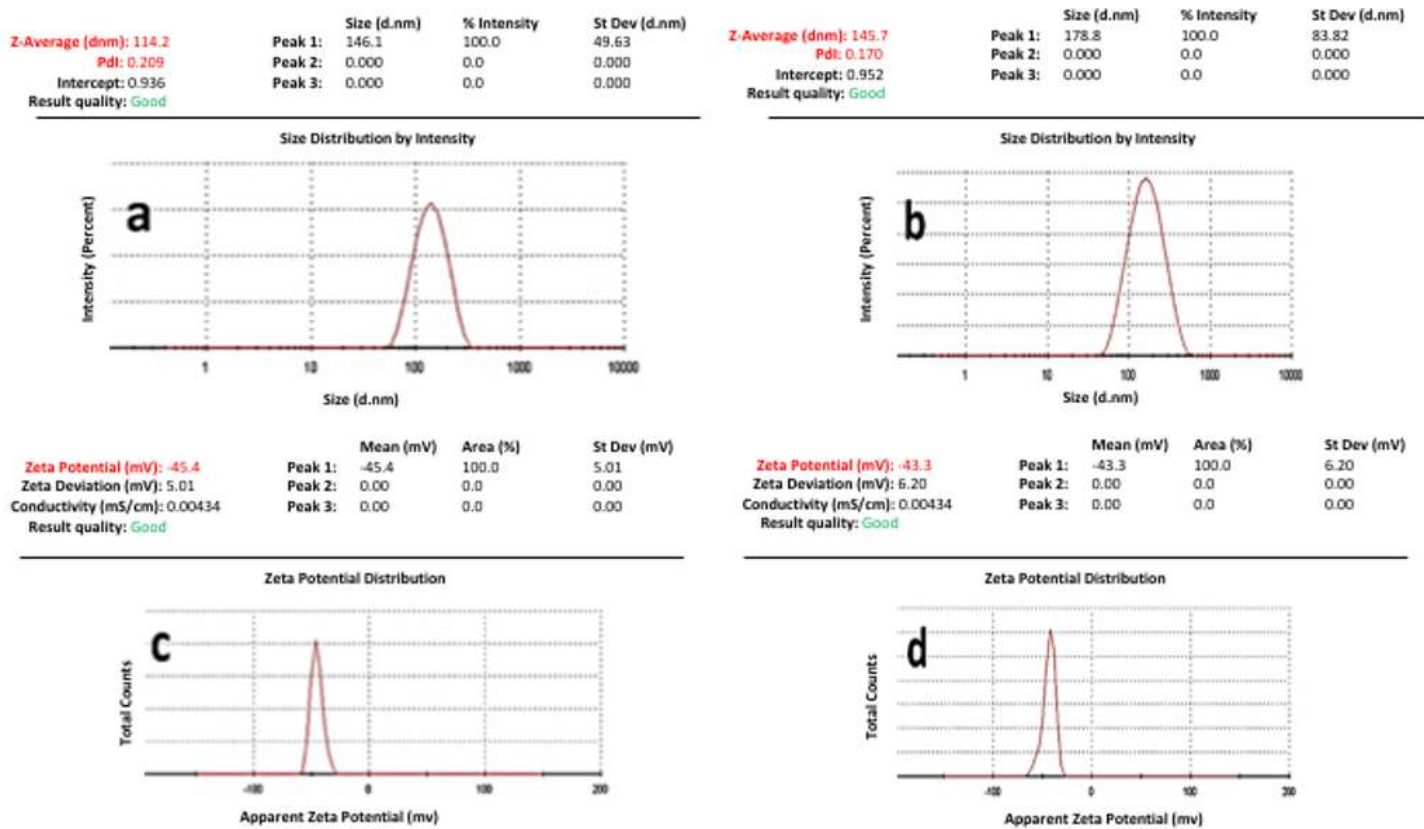 Size (d.nm) % Intensity St Dev (d.nm)
Z-Average (dnm): 114.2 Peak 1: 146.1 100.0 49.63
PdI: 0.209 Peak 2: 0.000 0.0 0.000
Intercept: 0.936 Peak 3: 0.000 0.0 0.000
Result quality: Good
Size Distribution by Intensity
a
Intensity (Percent)
1 10 100 1000 10000
Size (d.nm)
Size (d.nm) % Intensity St Dev (d.nm)
Z-Average (dnm): 145.7 Peak 1: 178.8 100.0 83.82
PdI: 0.170 Peak 2: 0.000 0.0 0.000
Intercept: 0.952 Peak 3: 0.000 0.0 0.000
Result quality: Good
Size Distribution by Intensity
b
Intensity (Percent)
1 10 100 1000 10000
Size (d.nm)
Mean (mV) Area (%) St Dev (mV)
Zeta Potential (mV): -45.4 Peak 1: -45.4 100.0 5.01
Zeta Deviation (mV): 5.01 Peak 2: 0.00 0.0 0.00
Conductivity (mS/cm): 0.00434 Peak 3: 0.00 0.0 0.00
Result quality: Good
Zeta Potential Distribution
c
Total Counts
-100 0 100 200
Apparent Zeta Potential (mv)
Mean (mV) Area (%) St Dev (mV)
Zeta Potential (mV): -43.3 Peak 1: -43.3 100.0 6.20
Zeta Deviation (mV): 6.20 Peak 2: 0.00 0.0 0.00
Conductivity (mS/cm): 0.00434 Peak 3: 0.00 0.0 0.00
Result quality: Good
Zeta Potential Distribution
d
Total Counts
-100 0 100 200
Apparent Zeta Potential (mv)